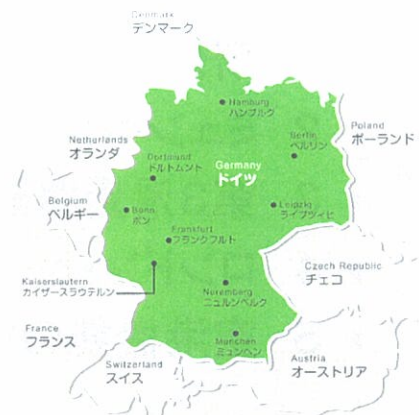 Denmark
デンマーク
Hamburg
ハンブルク
Poland
ポーランド
Berlin
ベルリン
Netherlands
オランダ
Dortmund
ドルトムント
Germany
ドイツ
Belgium
ベルギー
Bonn
ボン
Leipzig
ライプツィヒ
Frankfurt
フランクフルト
Czech Republic
チェコ
Kaiserslautern
カイザースラウテルン
Nuremberg
ニュルンベルク
France
フランス
München
ミュンヘン
Switzerland
スイス
Austria
オーストリア